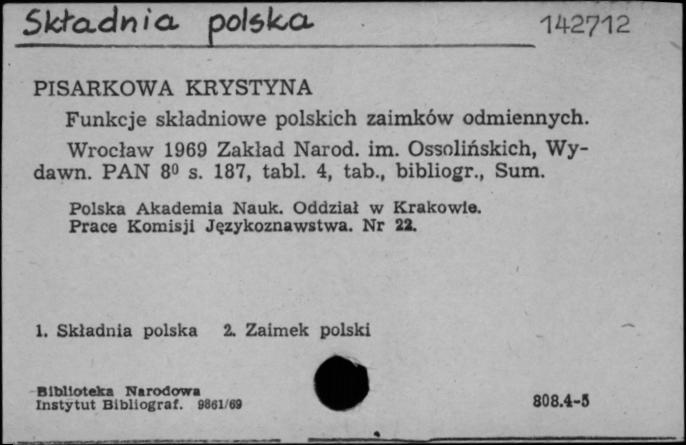 Składnia polska 142712
PISARKOWA KRYSTYNA
Funkcje składniowe polskich zaimków odmiennych.
Wrocław 1969 Zakład Narod. im. Ossolińskich, Wy-
dawn. PAN 8⁰ s. 187, tabl. 4, tab., bibliogr., Sum.
Polska Akademia Nauk. Oddział w Krakowie.
Prace Komisji Językoznawstwa. Nr 22.
1. Składnia polska 2. Zaimek polski
Biblioteka Narodowa
Instytut Bibliograf. 9861/69 808.4-5